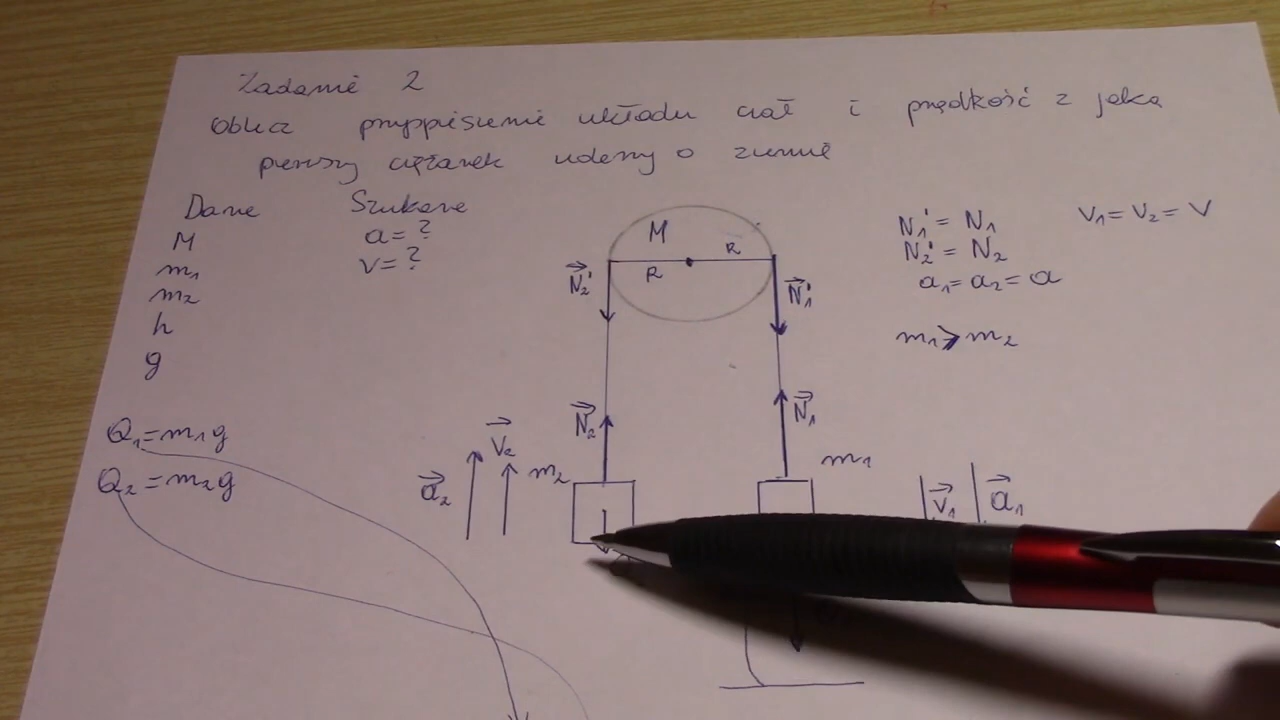 Zadanie 2
Oblicz przyspieszenie układu ciał i prędkość z jaką
pierwszy ciężarek uderzy o ziemię
Dane
M
m₁
m₂
h
g
Szukane
a = ?
v = ?
Q₁ = m₁g
Q₂ = m₂g
M
R
R
N₂'
N₁'
N₂
N₁
m₂
m₁
a₂
v₂
v₁
a₁
N₁' = N₁
N₂' = N₂
a₁ = a₂ = a
m₁ > m₂
v₁ = v₂ = v